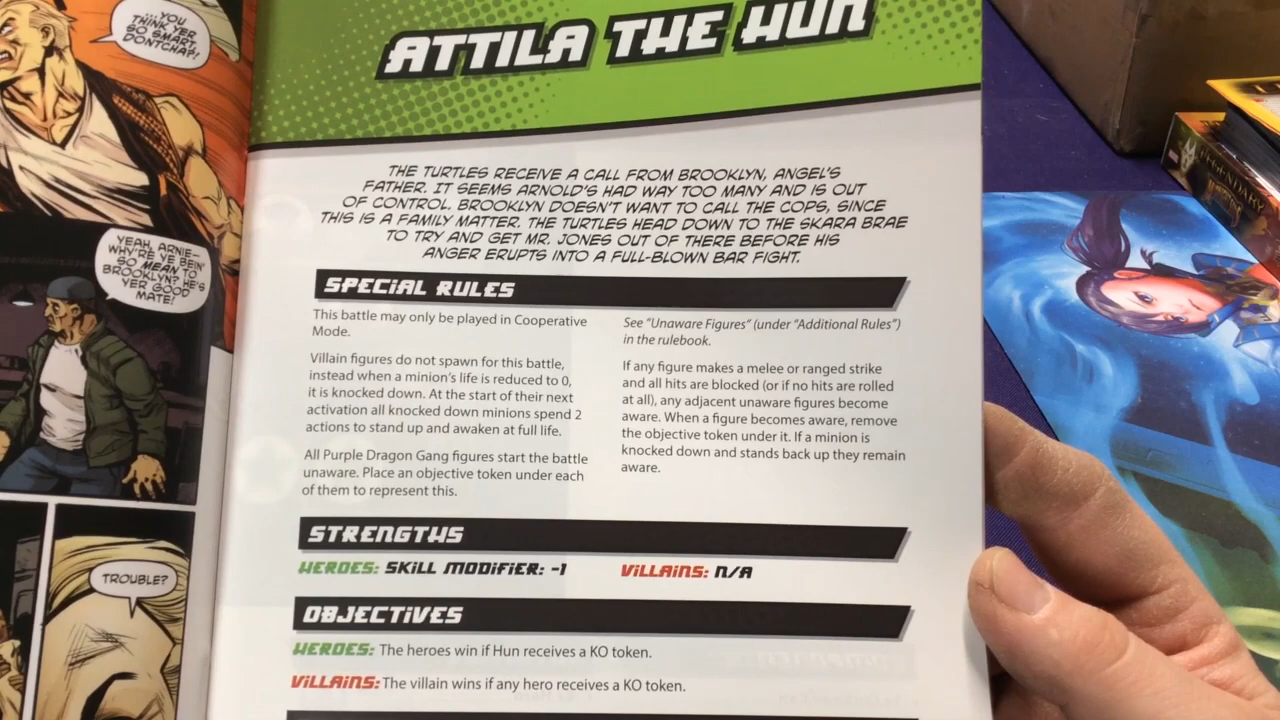 YOU
THINK YER
SO SMART,
DONTCHA?!
YEAH, ARNIE—
WHY'RE YE BEIN'
SO MEAN TO
BROOKLYN? HE'S
YER GOOD
MATE!
TROUBLE?
ATTILA THE HUN
THE TURTLES RECEIVE A CALL FROM BROOKLYN, ANGEL'S
FATHER. IT SEEMS ARNOLD'S HAD WAY TOO MANY AND IS OUT
OF CONTROL. BROOKLYN DOESN'T WANT TO CALL THE COPS, SINCE
THIS IS A FAMILY MATTER. THE TURTLES HEAD DOWN TO THE SKARA BRAE
TO TRY AND GET MR. JONES OUT OF THERE BEFORE HIS
ANGER ERUPTS INTO A FULL-BLOWN BAR FIGHT.
SPECIAL RULES
This battle may only be played in Cooperative
Mode.
Villain figures do not spawn for this battle,
instead when a minion's life is reduced to 0,
it is knocked down. At the start of their next
activation all knocked down minions spend 2
actions to stand up and awaken at full life.
All Purple Dragon Gang figures start the battle
unaware. Place an objective token under each
of them to represent this.
See "Unaware Figures" (under "Additional Rules")
in the rulebook.
If any figure makes a melee or ranged strike
and all hits are blocked (or if no hits are rolled
at all), any adjacent unaware figures become
aware. When a figure becomes aware, remove
the objective token under it. If a minion is
knocked down and stands back up they remain
aware.
STRENGTHS
HEROES: SKILL MODIFIER: -1
VILLAINS: N/A
OBJECTIVES
HEROES: The heroes win if Hun receives a KO token.
VILLAINS: The villain wins if any hero receives a KO token.
LEGENDARY